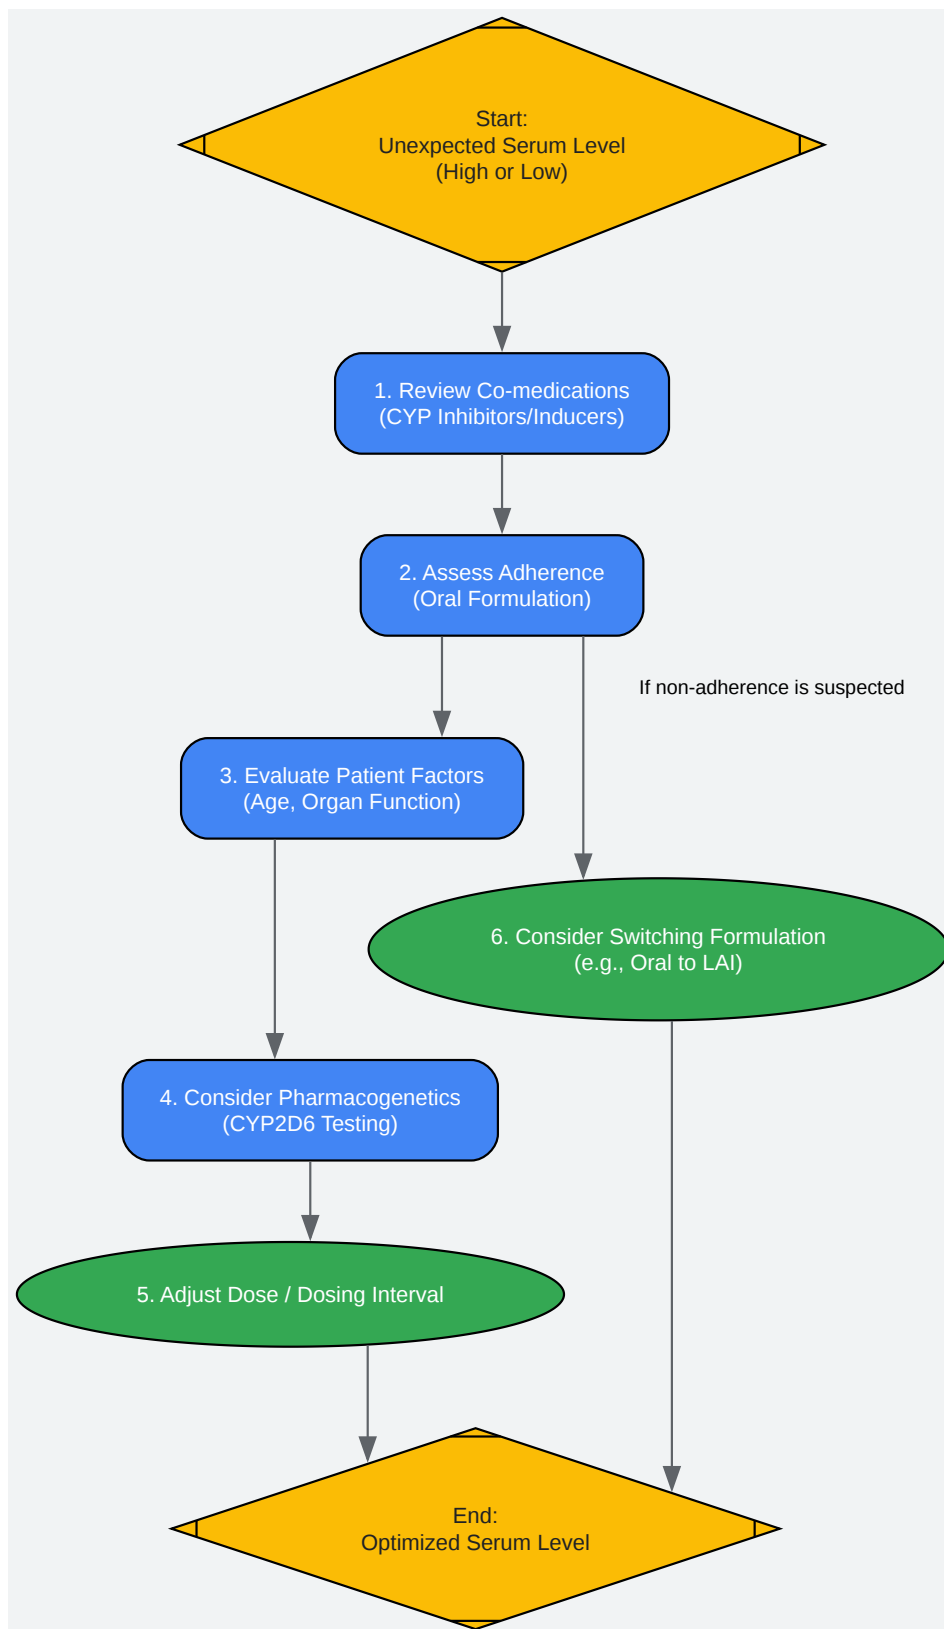 Start:
Unexpected Serum Level
(High or Low)
1. Review Co-medications
(CYP Inhibitors/Inducers)
2. Assess Adherence
(Oral Formulation)
If non-adherence is suspected
3. Evaluate Patient Factors
(Age, Organ Function)
6. Consider Switching Formulation
(e.g., Oral to LAI)
4. Consider Pharmacogenetics
(CYP2D6 Testing)
5. Adjust Dose / Dosing Interval
End:
Optimized Serum Level